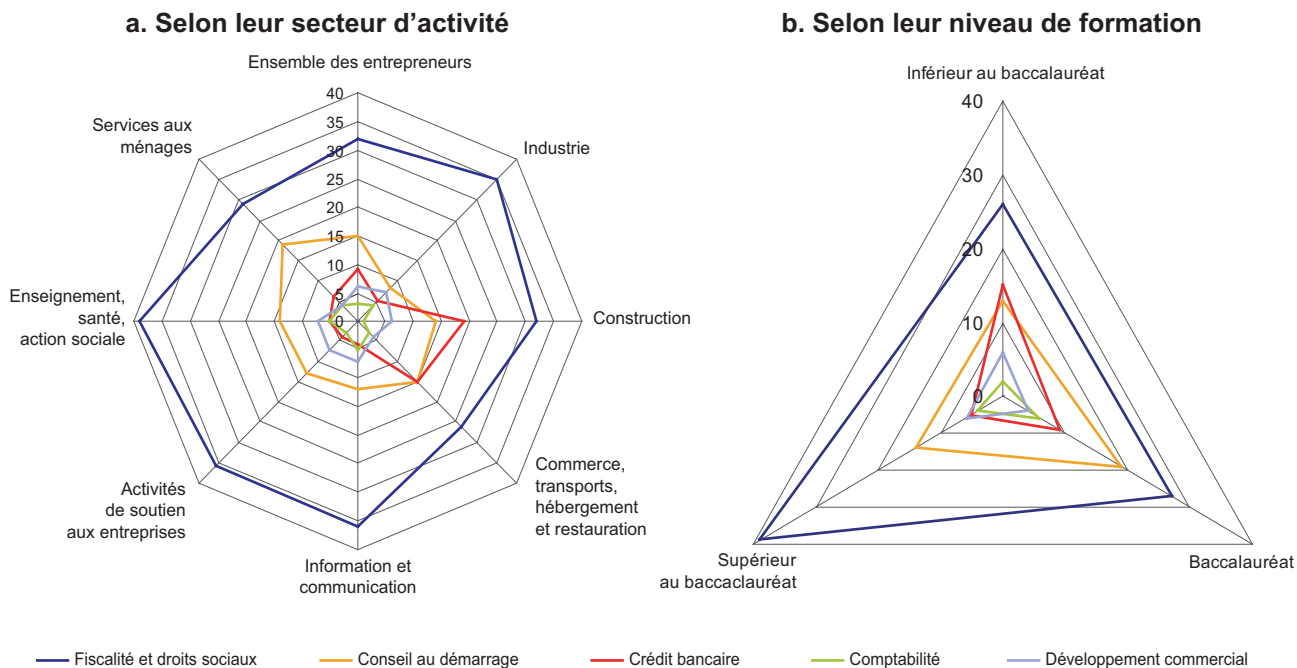 a. Selon leur secteur d’activité
Ensemble des entrepreneurs
40
35
30
25
20
15
10
5
0
Industrie
Construction
Commerce,
transports,
hébergement
et restauration
Information et
communication
Activités
de soutien
aux entreprises
Enseignement,
santé,
action sociale
Services aux
ménages
b. Selon leur niveau de formation
Inférieur au baccalauréat
40
30
20
10
0
Baccalauréat
Supérieur
au baccaclauréat
Fiscalité et droits sociaux
Conseil au démarrage
Crédit bancaire
Comptabilité
Développement commercial